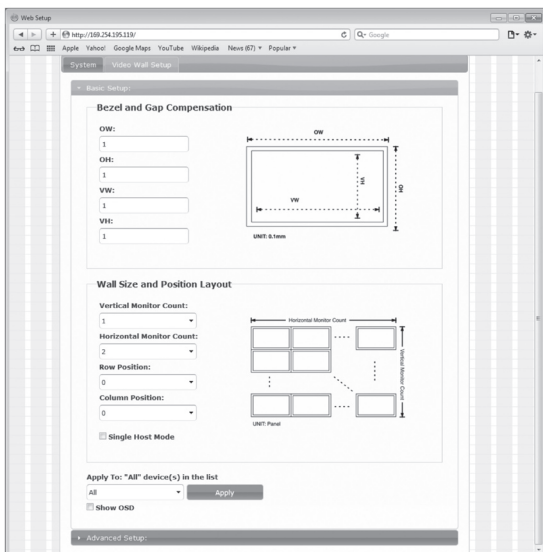 Web Setup
http://169.254.195.119/
Google
Apple Yahoo! Google Maps YouTube Wikipedia News (67) ▾ Popular ▾
System Video Wall Setup
Basic Setup:
Bezel and Gap Compensation
OW:
1
OH:
1
VW:
1
VH:
1
OW
VH
OH
VW
UNIT: 0.1mm
Wall Size and Position Layout
Vertical Monitor Count:
1
Horizontal Monitor Count:
2
Row Position:
0
Column Position:
0
Single Host Mode
Horizontal Monitor Count
Vertical Monitor Count
UNIT: Panel
Apply To: "All" device(s) in the list
All
Apply
Show OSD
Advanced Setup: